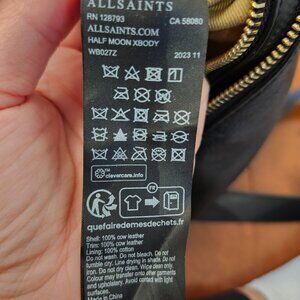 ALLSAINTS
RN 128793 CA 58080
ALLSAINTS.COM
HALF MOON XBODY
WB027Z 2023 11
clevercare.info
FR
quefairedemesdechets.fr
Shell: 100% cow leather
Trim: 100% cow leather
Lining: 100% cotton
Do not wash. Do not bleach. Do not
tumble dry. Line drying in shade. Do not
iron. Do not dry clean. Wipe clean only.
Colour may transfer onto other garments
and upholstery. Avoid contact with light
surfaces.
Made in China